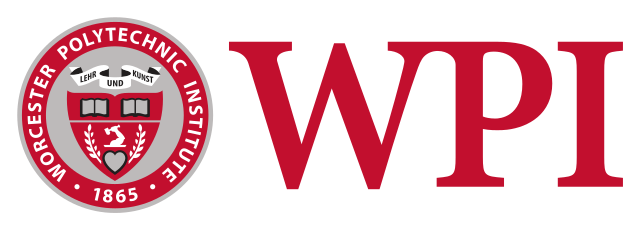 WORCESTER POLYTECHNIC INSTITUTE
LEHR UND KUNST
• 1865 •
WPI